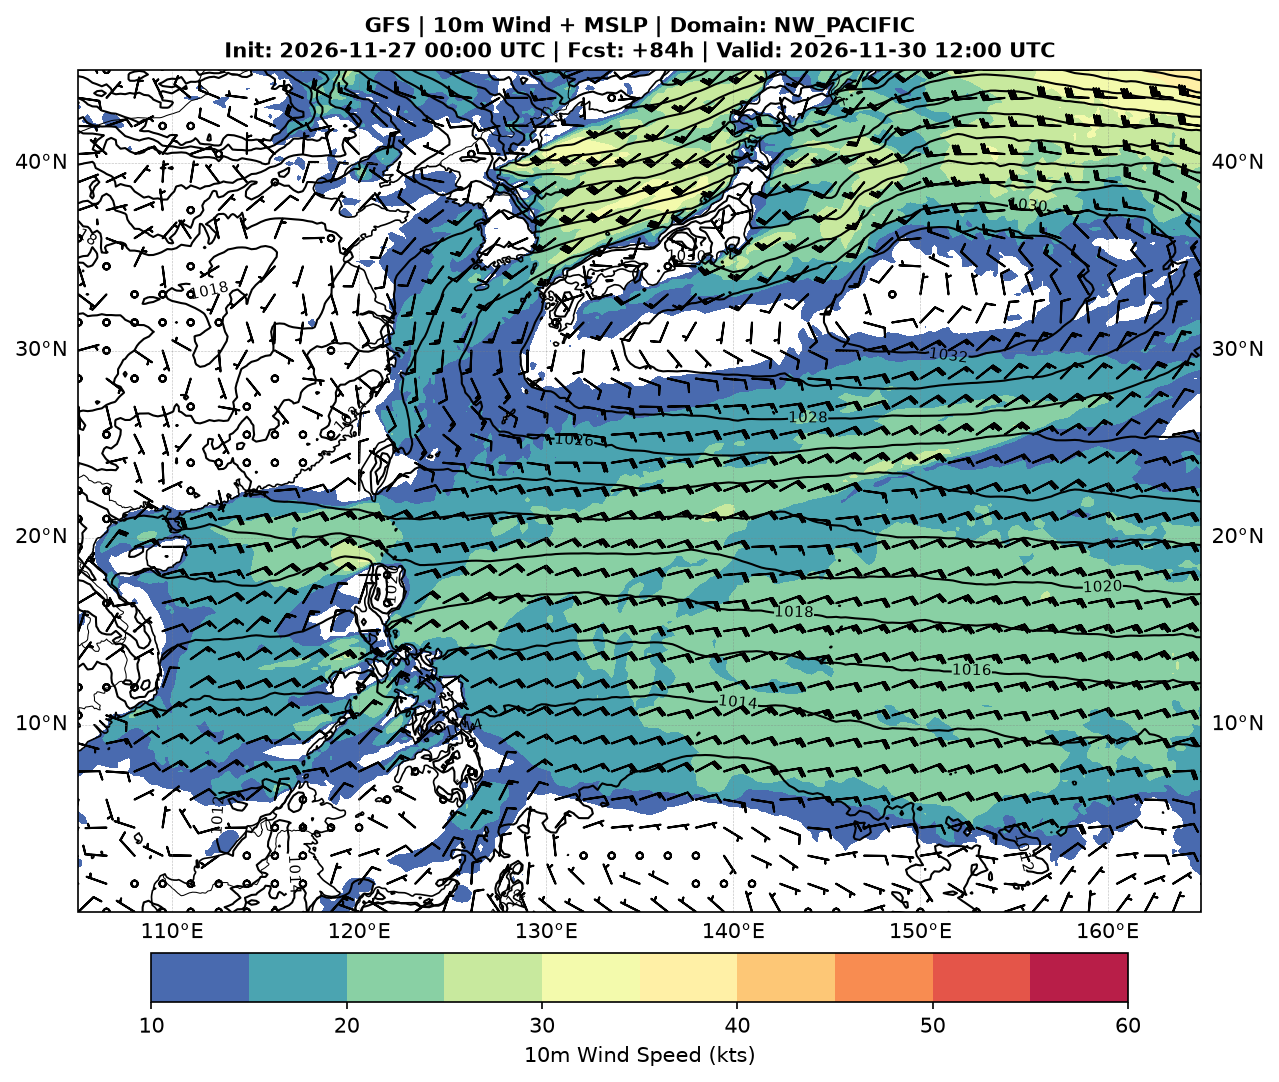 GFS | 10m Wind + MSLP | Domain: NW_PACIFIC
Init: 2026-11-27 00:00 UTC | Fcst: +84h | Valid: 2026-11-30 12:00 UTC
40°N 40°N
1030
1030
1018
30°N 30°N
1032
1028
1026
20°N 20°N
1020
1018
1016
1014
10°N 10°N
1012
110°E 120°E 130°E 140°E 150°E 160°E
10 20 30 40 50 60
10m Wind Speed (kts)